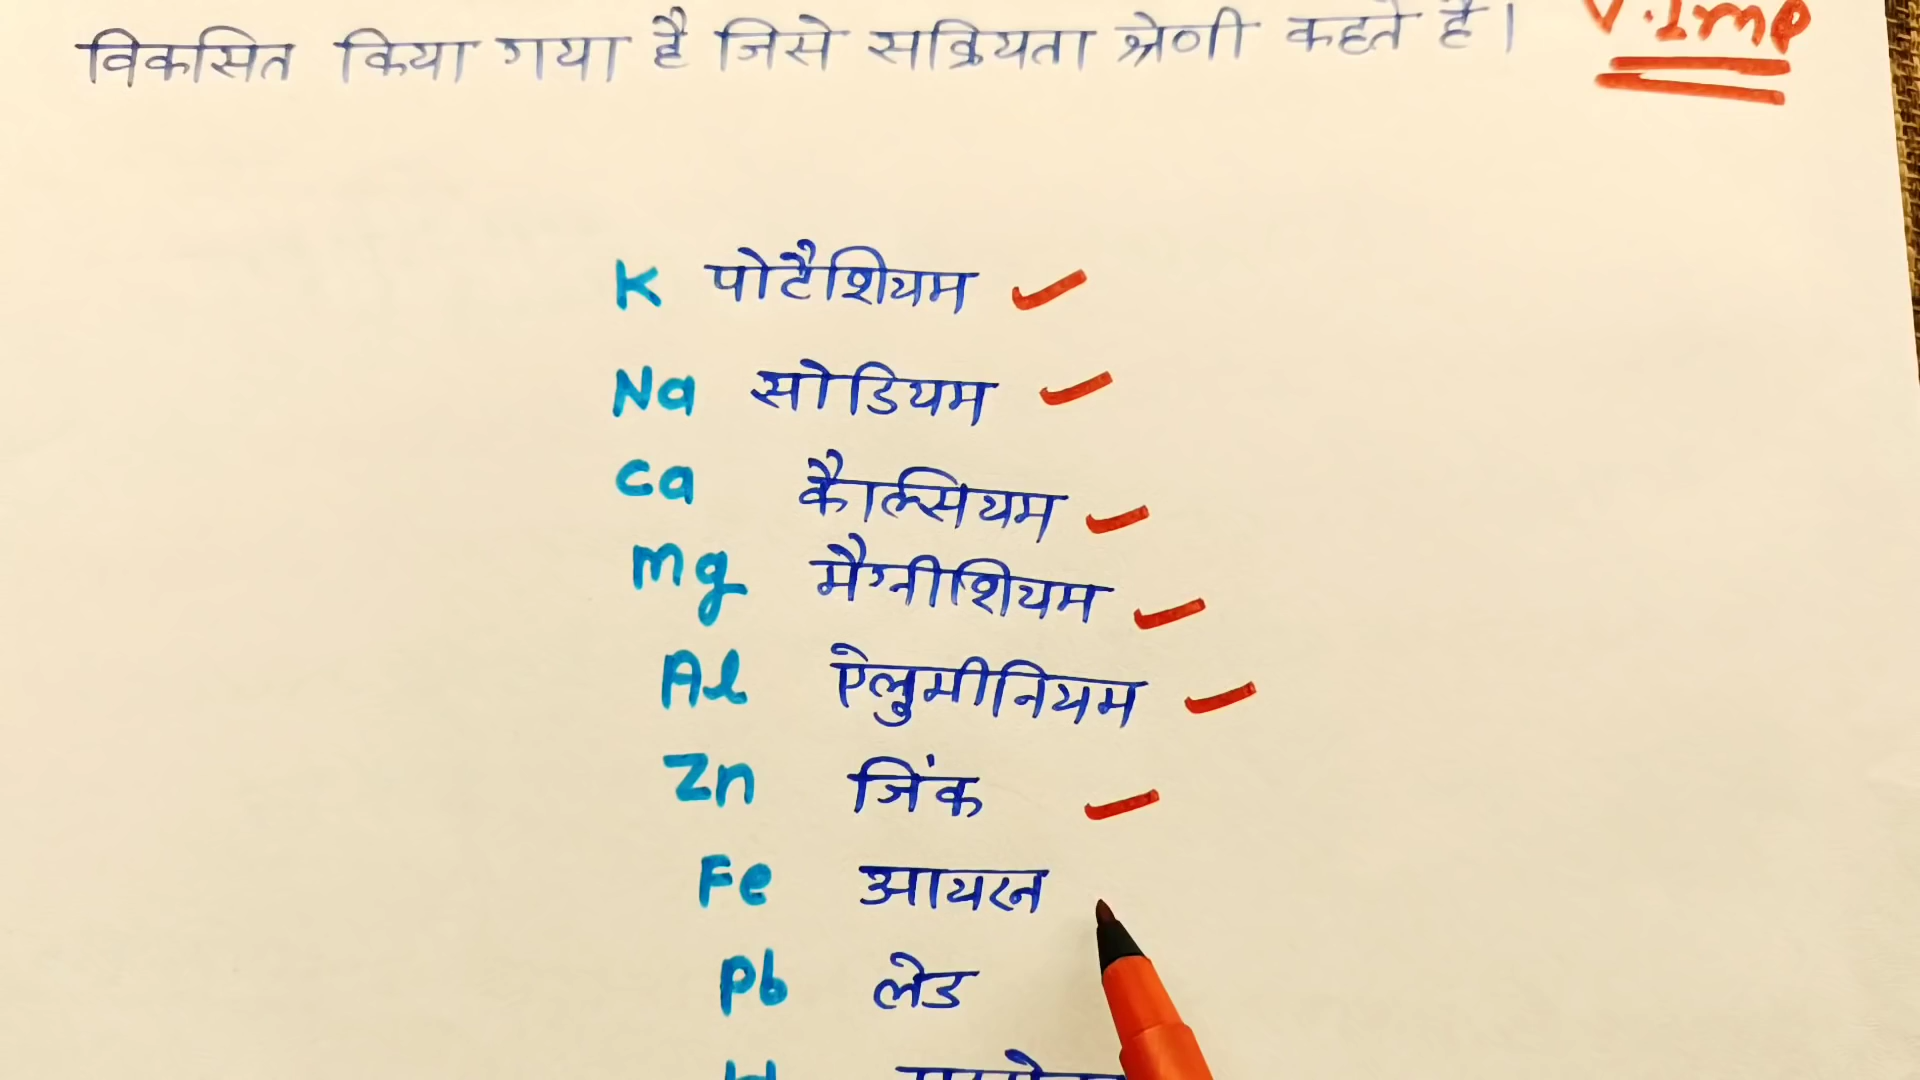 विकसित किया गया है जिसे सक्रियता श्रेणी कहते हैं।
V.Imp
K पोटैशियम
Na सोडियम
Ca कैल्सियम
Mg मैग्नीशियम
Al ऐलुमीनियम
Zn जिंक
Fe आयरन
Pb लेड